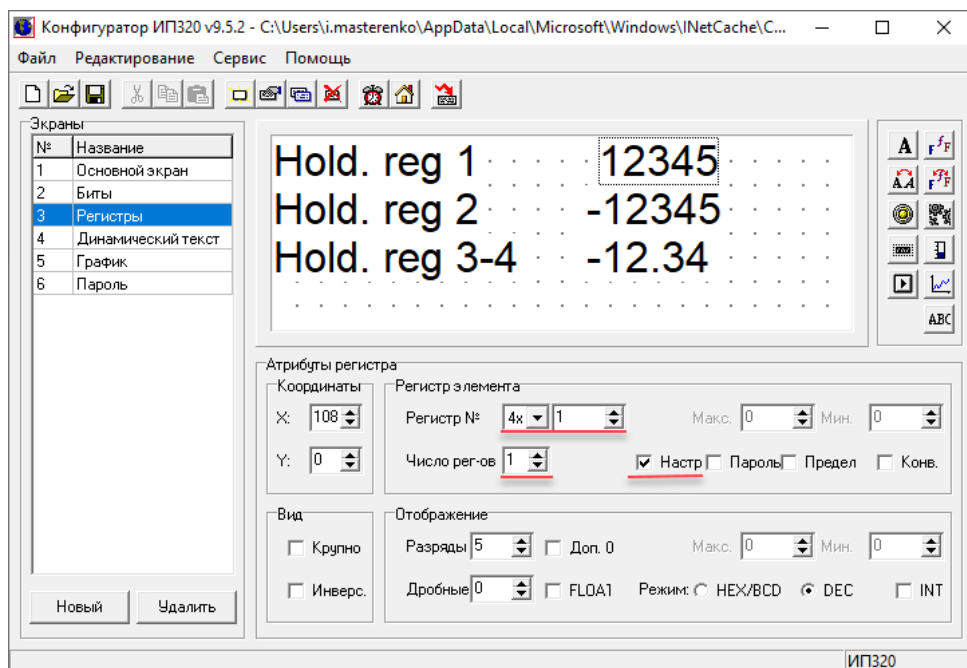 Конфигуратор ИП320 v9.5.2 - C:\Users\i.masterenko\AppData\Local\Microsoft\Windows\INetCache\C...
Файл Редактирование Сервис Помощь
Экраны
№ Название
1 Основной экран
2 Биты
3 Регистры
4 Динамический текст
5 График
6 Пароль
Новый Удалить
Hold. reg 1 12345
Hold. reg 2 -12345
Hold. reg 3-4 -12.34
A F f F
A A F F F
ABC
Атрибуты регистра
Координаты
X: 108
Y: 0
Регистр элемента
Регистр № 4x 1 Макс. 0 Мин. 0
Число рег-ов 1 Настр Пароль Предел Конв.
Вид
Крупно
Инверс.
Отображение
Разряды 5 Доп. 0 Макс. 0 Мин. 0
Дробные 0 FLOAT Режим: HEX/BCD DEC INT
ИП320